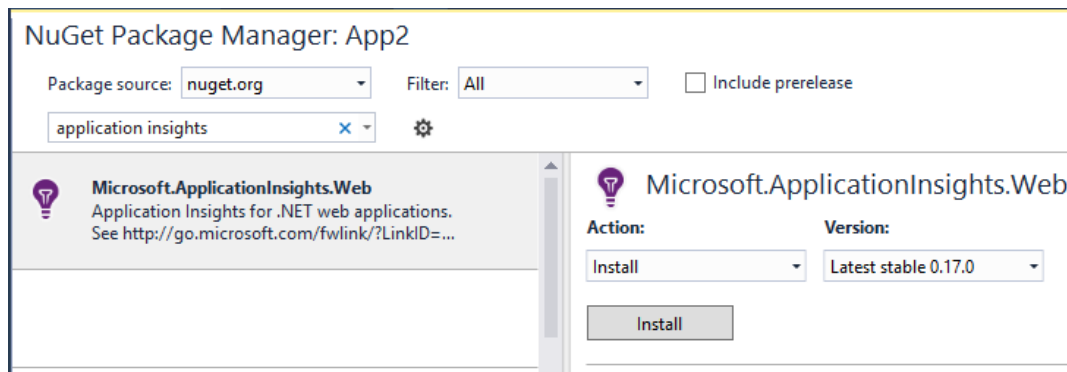 NuGet Package Manager: App2
Package source: nuget.org Filter: All Include prerelease
application insights
Microsoft.ApplicationInsights.Web
Application Insights for .NET web applications.
See http://go.microsoft.com/fwlink/?LinkID=...
Microsoft.ApplicationInsights.Web
Action: Version:
Install Latest stable 0.17.0
Install